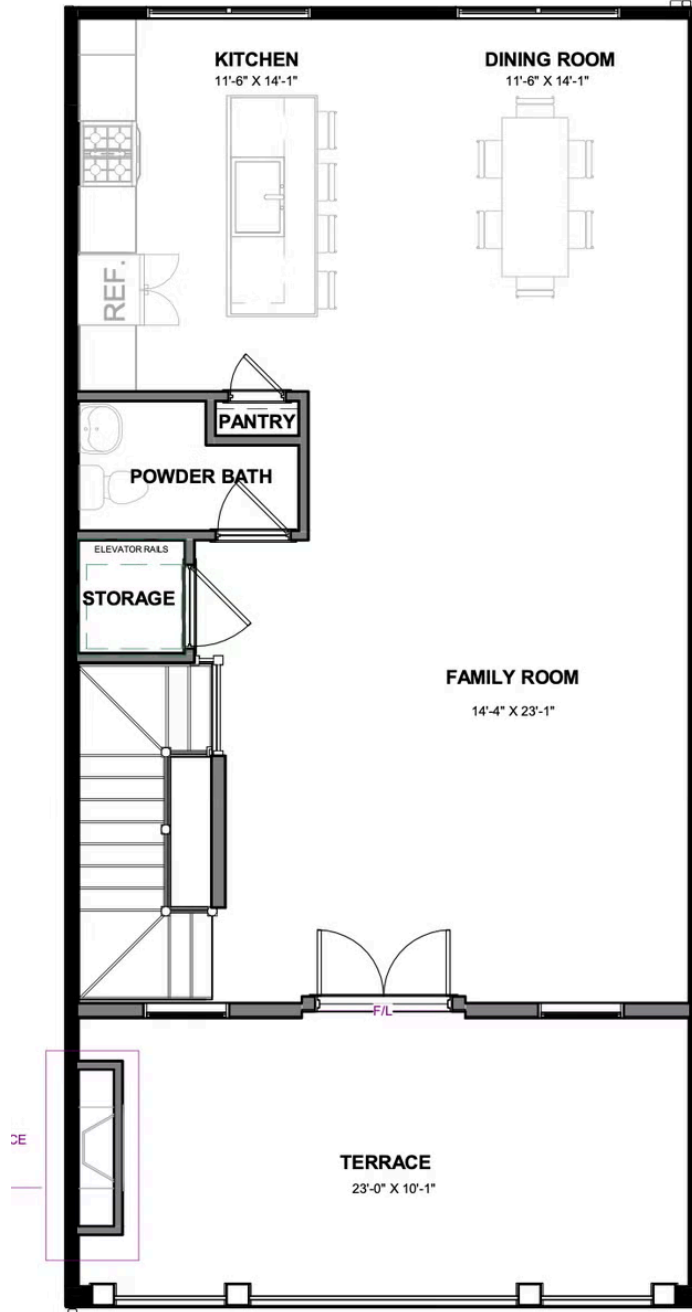 KITCHEN
11'-6" X 14'-1"
DINING ROOM
11'-6" X 14'-1"
REF.
PANTRY
POWDER BATH
ELEVATOR RAILS
STORAGE
FAMILY ROOM
14'-4" X 23'-1"
F/L
CE
TERRACE
23'-0" X 10'-1"